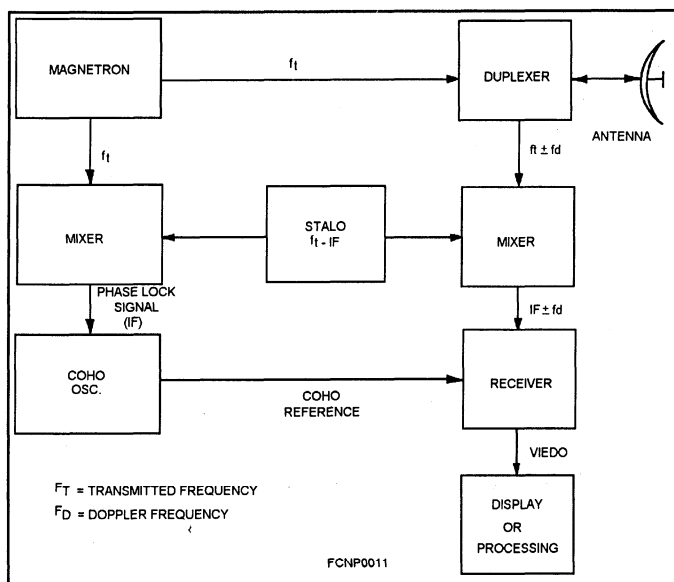 MAGNETRON
ft
DUPLEXER
ANTENNA
ft
ft ± fd
MIXER
STALO
ft - IF
MIXER
PHASE LOCK
SIGNAL
(IF)
IF ± fd
COHO
OSC.
COHO
REFERENCE
RECEIVER
VIEDO
FT = TRANSMITTED FREQUENCY
FD = DOPPLER FREQUENCY
DISPLAY
OR
PROCESSING
FCNP0011